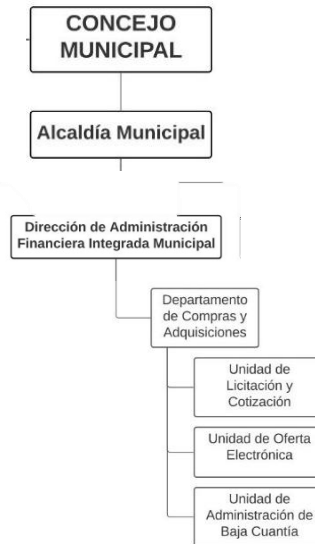 CONCEJO
MUNICIPAL
Alcaldía Municipal
Dirección de Administración
Financiera Integrada Municipal
Departamento
de Compras y
Adquisiciones
Unidad de
Licitación y
Cotización
Unidad de Oferta
Electrónica
Unidad de
Administración de
Baja Cuantía